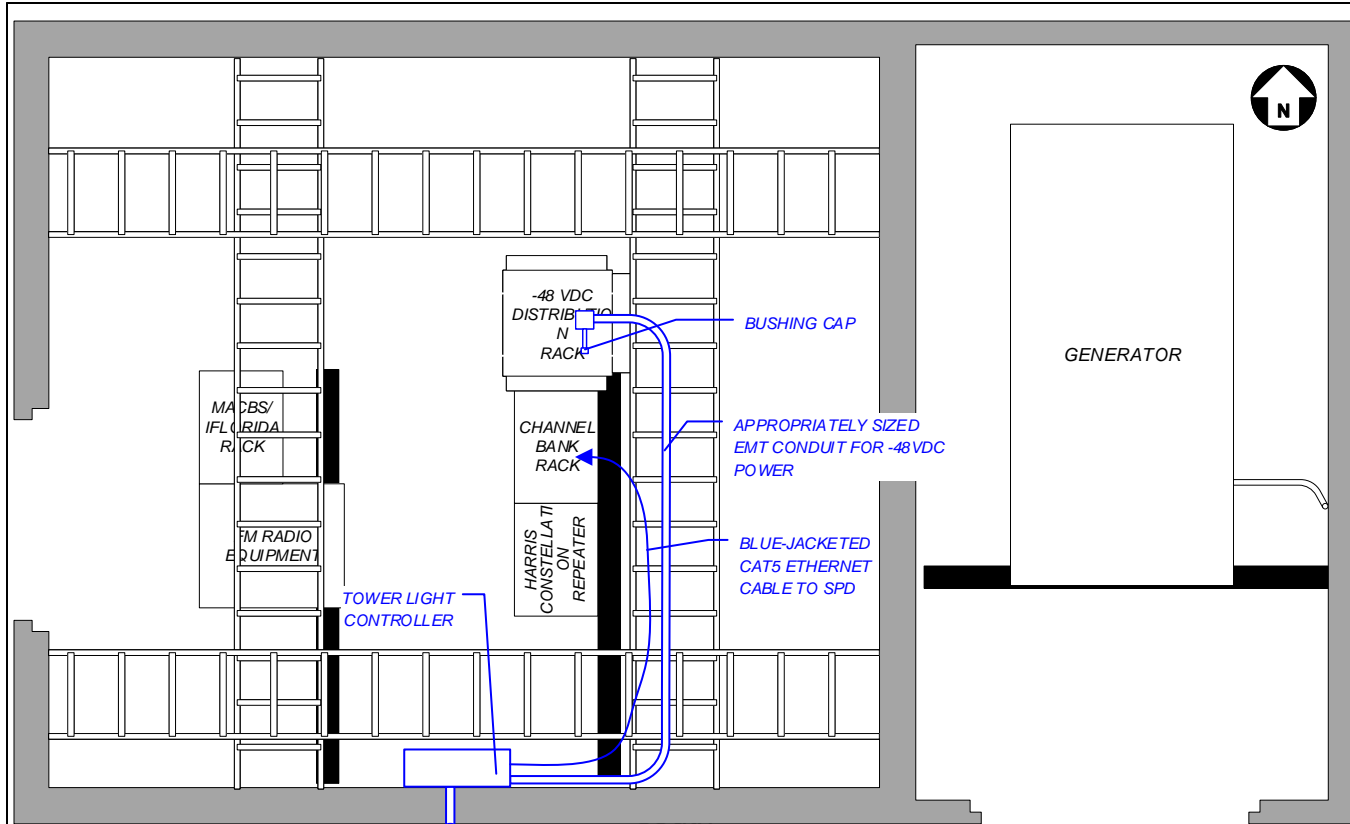 N
-48 VDC
DISTRIBUTIO
N
RACK
BUSHING CAP
GENERATOR
MACBS/
IFLORIDA
RACK
CHANNEL
BANK
RACK
APPROPRIATELY SIZED
EMT CONDUIT FOR -48VDC
POWER
FM RADIO
EQUIPMENT
HARRIS
CONSTELLATI
ON
REPEATER
BLUE-JACKETED
CAT5 ETHERNET
CABLE TO SPD
TOWER LIGHT
CONTROLLER